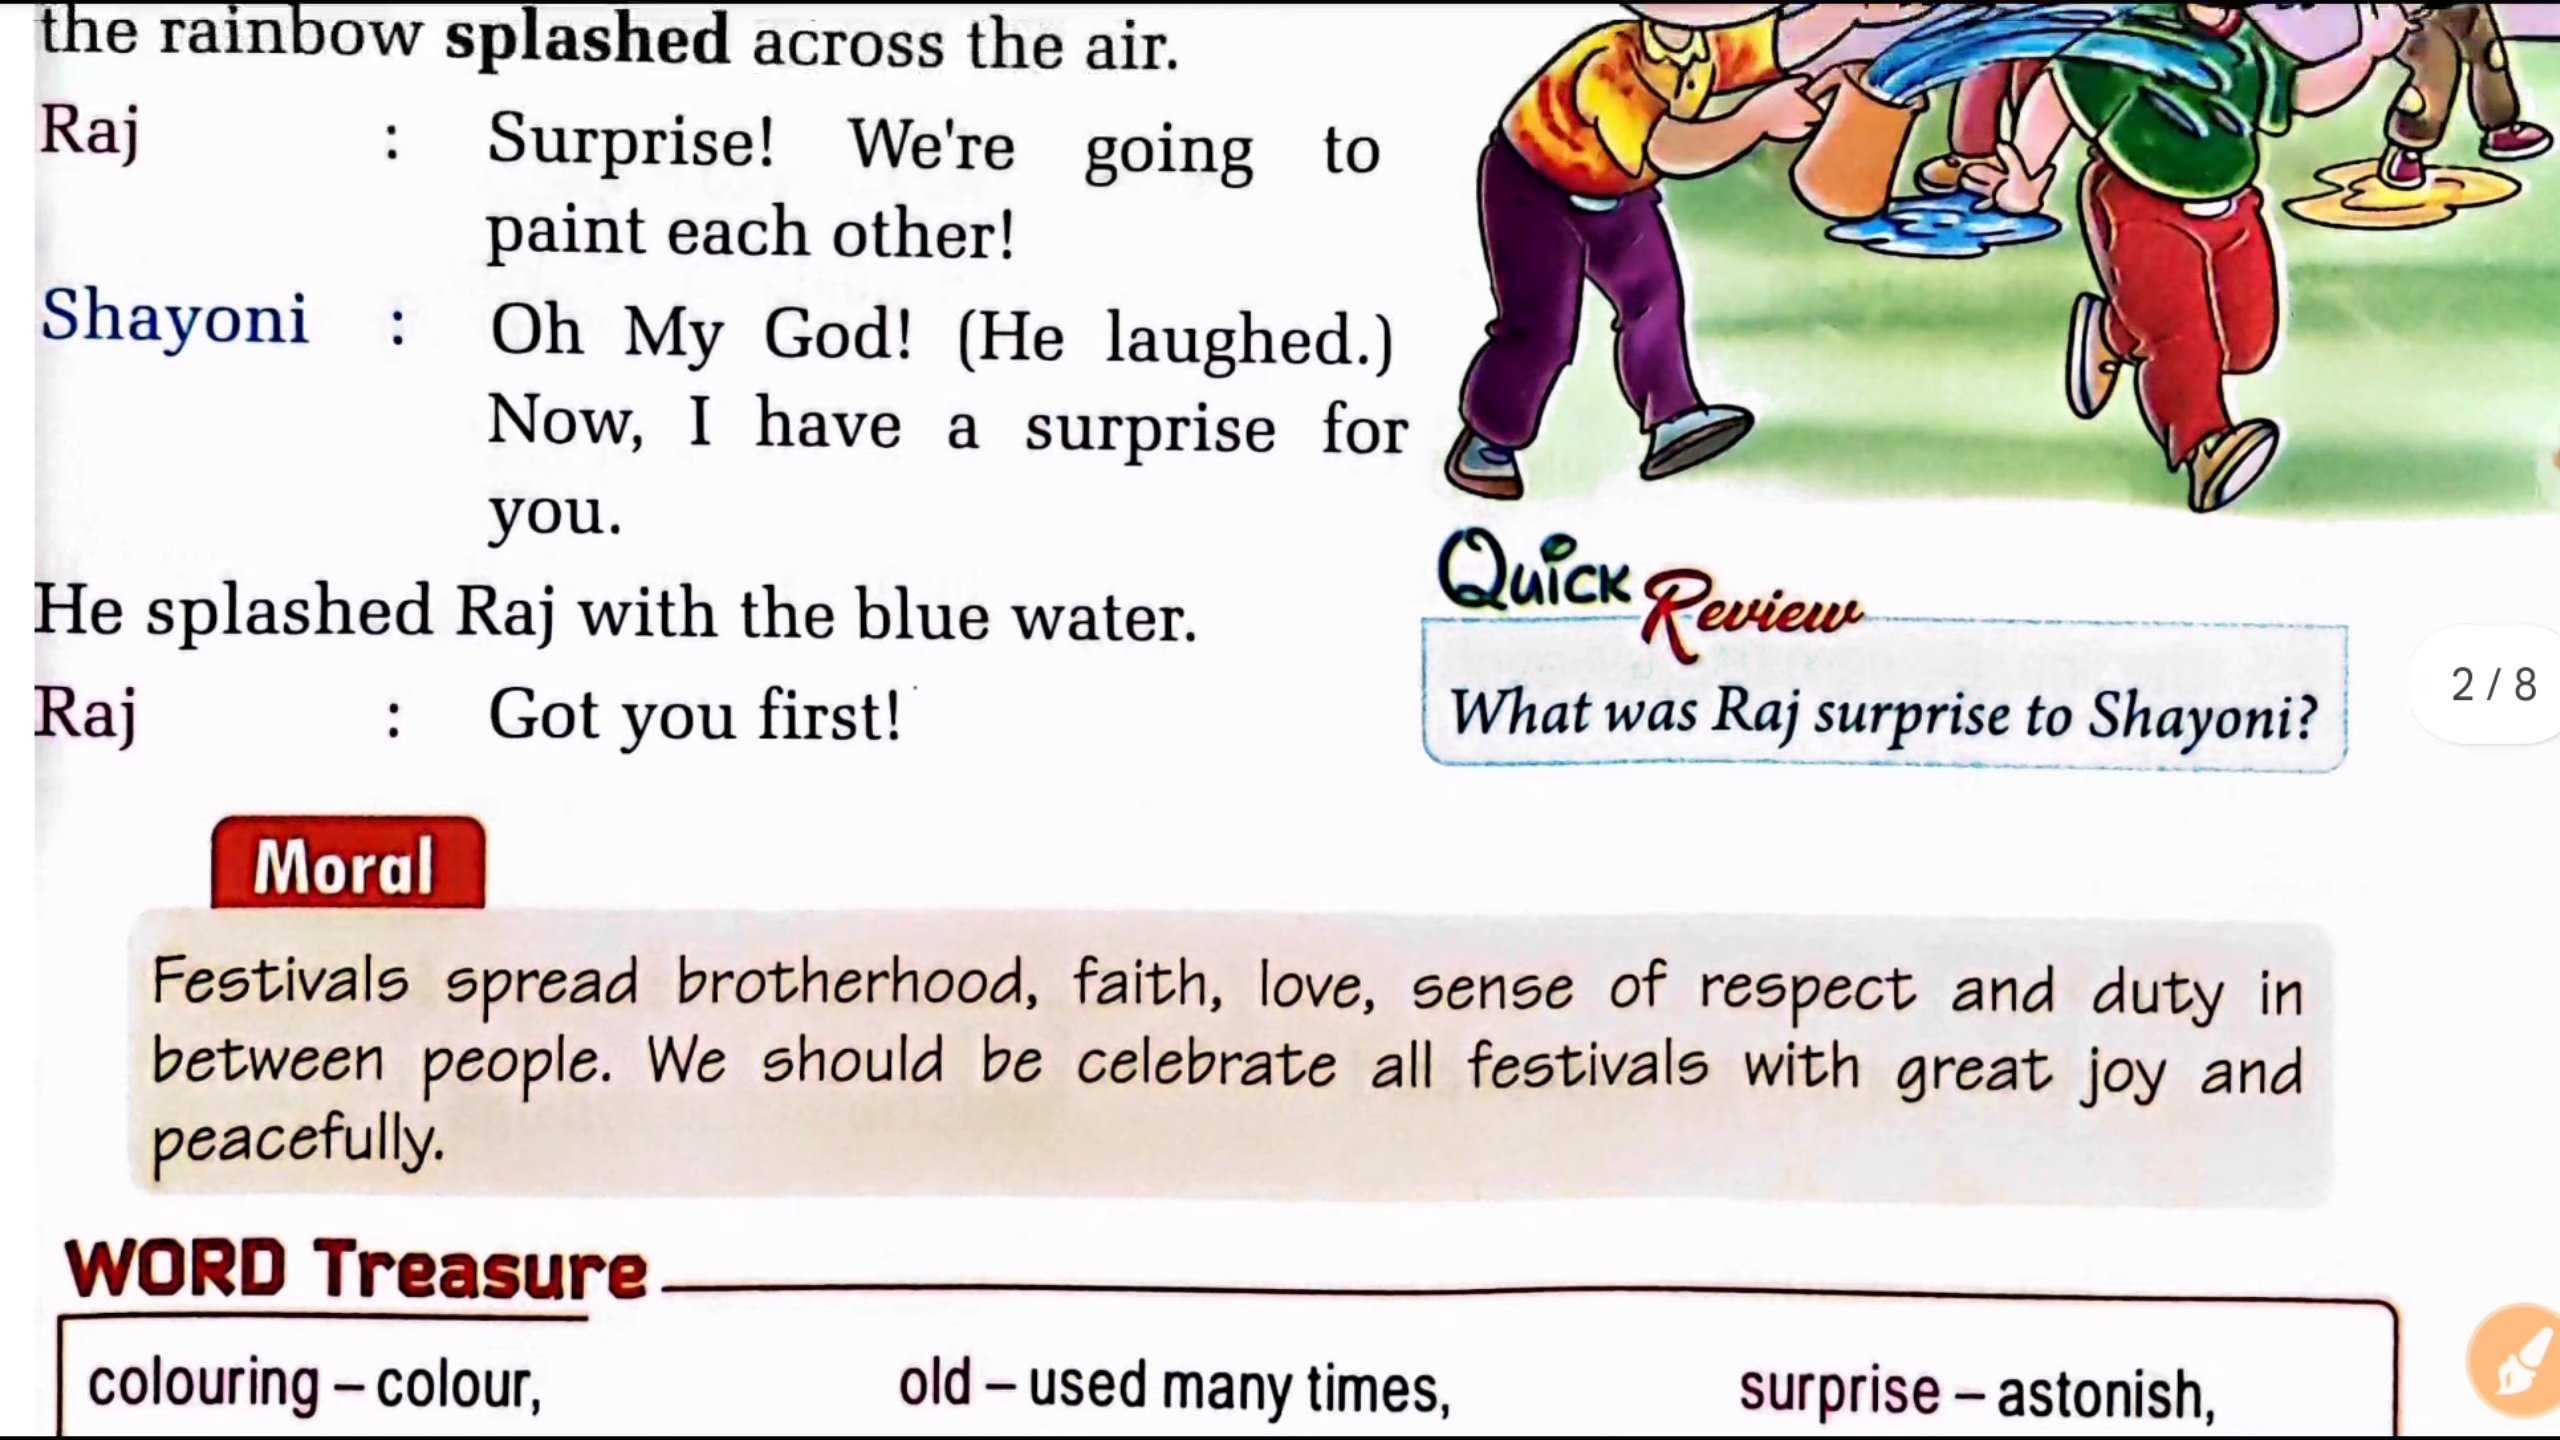 the rainbow splashed across the air.
Raj : Surprise! We're going to
paint each other!
Shayoni : Oh My God! (He laughed.)
Now, I have a surprise for
you.
He splashed Raj with the blue water.
Raj : Got you first!
Quick Review
What was Raj surprise to Shayoni?
2 / 8
Moral
Festivals spread brotherhood, faith, love, sense of respect and duty in
between people. We should be celebrate all festivals with great joy and
peacefully.
WORD Treasure
colouring – colour, old – used many times, surprise – astonish,